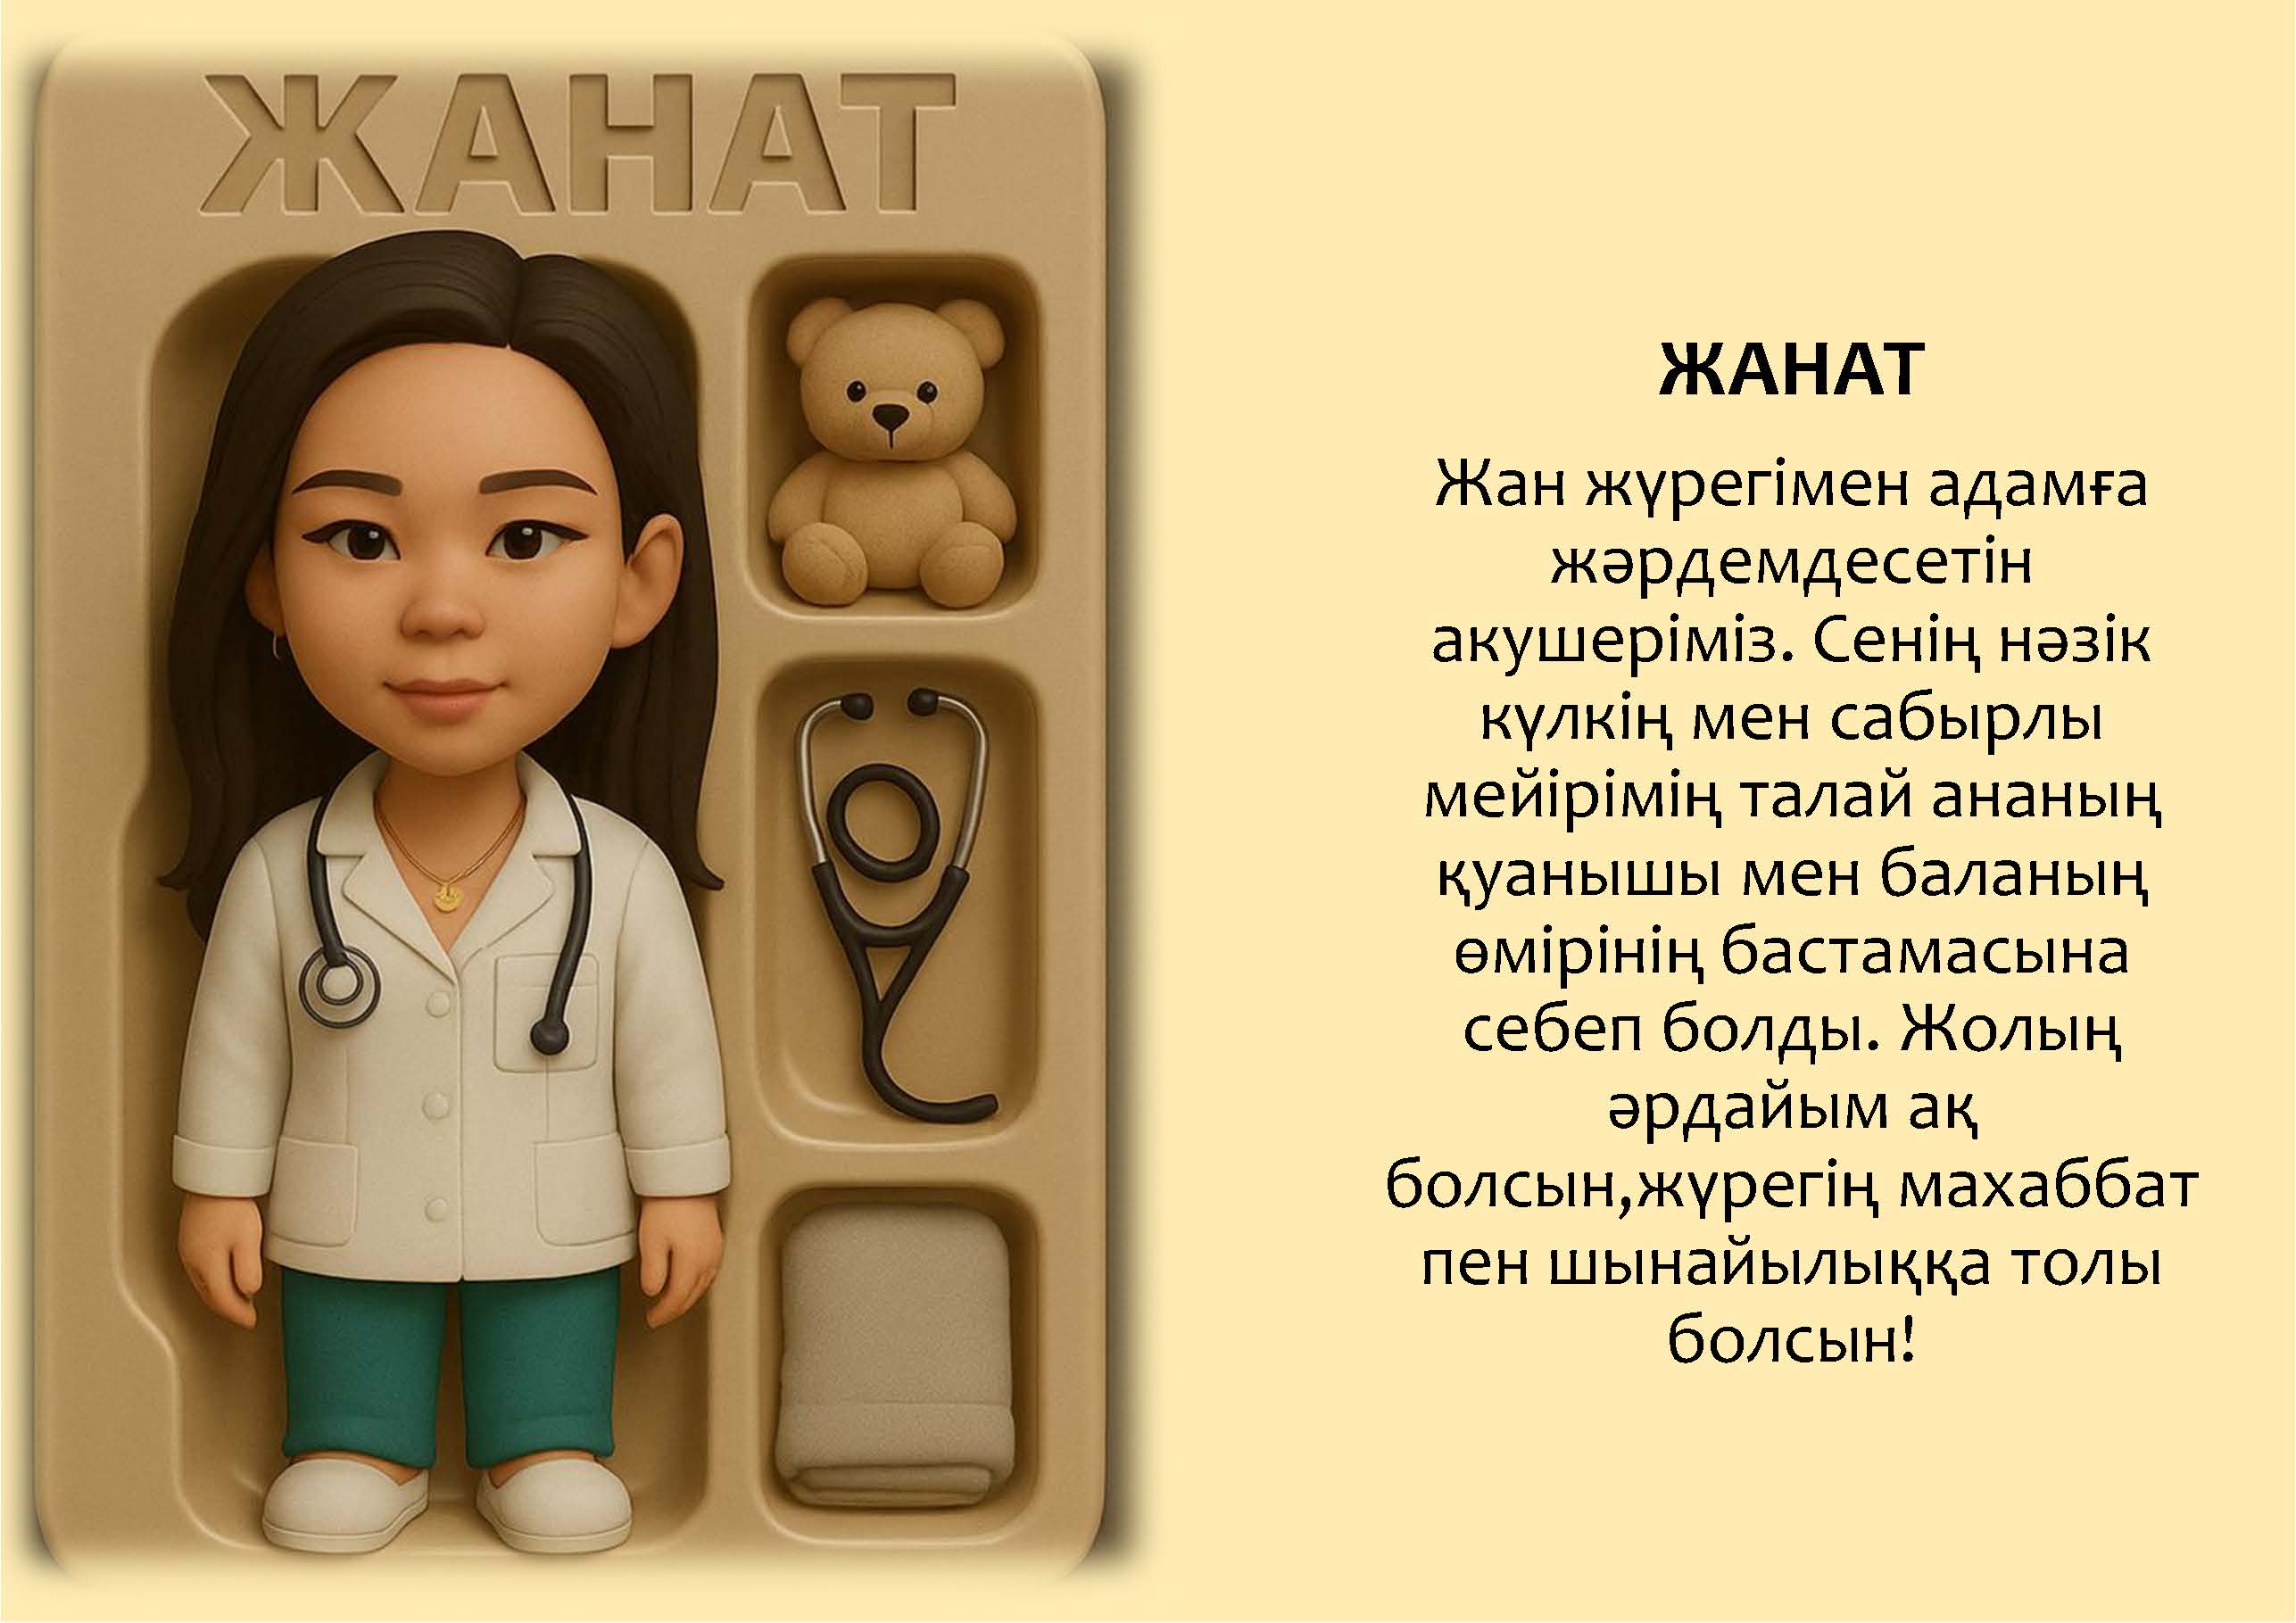 ЖАНАТ
ЖАНАТ
Жан жүрегімен адамға
жәрдемдесетін
акушеріміз. Сенің нәзік
күлкің мен сабырлы
мейірімің талай ананың
қуанышы мен баланың
өмірінің бастамасына
себеп болды. Жолың
әрдайым ақ
болсын,жүрегің махаббат
пен шынайылыққа толы
болсын!